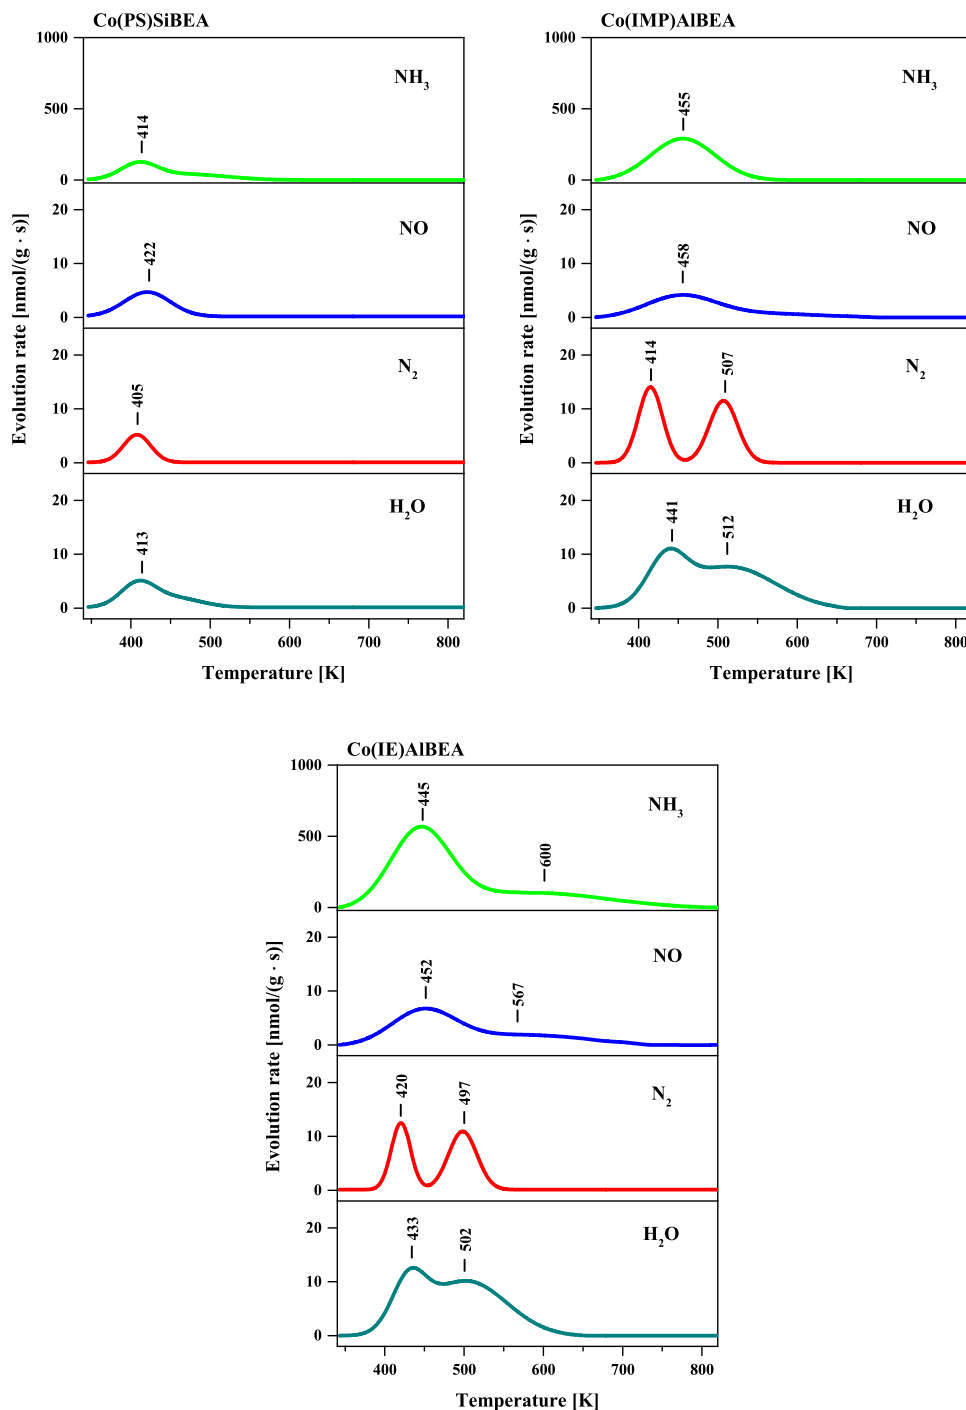 Co(PS)SiBEA
Evolution rate [nmol/(g · s)]
1000
500
0
NH3
414
20
10
0
NO
422
20
10
0
N2
405
20
10
0
H2O
413
400 500 600 700 800
Temperature [K]
Co(IMP)AlBEA
Evolution rate [nmol/(g · s)]
1000
500
0
NH3
455
20
10
0
NO
458
20
10
0
N2
414
507
20
10
0
H2O
441
512
400 500 600 700 800
Temperature [K]
Co(IE)AlBEA
Evolution rate [nmol/(g · s)]
1000
500
0
NH3
445
600
20
10
0
NO
452
567
20
10
0
N2
420
497
20
10
0
H2O
433
502
400 500 600 700 800
Temperature [K]